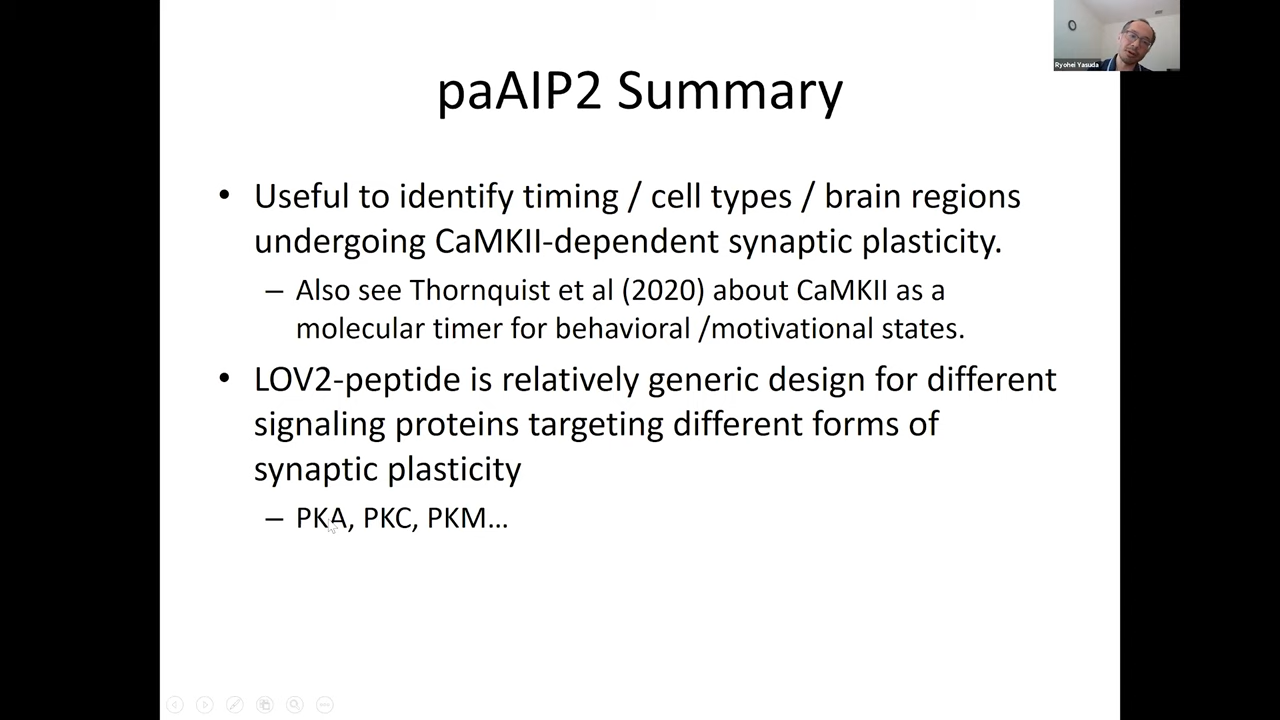 Ryohei Yasuda
paAIP2 Summary
• Useful to identify timing / cell types / brain regions
undergoing CaMKII-dependent synaptic plasticity.
– Also see Thornquist et al (2020) about CaMKII as a
molecular timer for behavioral /motivational states.
• LOV2-peptide is relatively generic design for different
signaling proteins targeting different forms of
synaptic plasticity
– PKA, PKC, PKM...